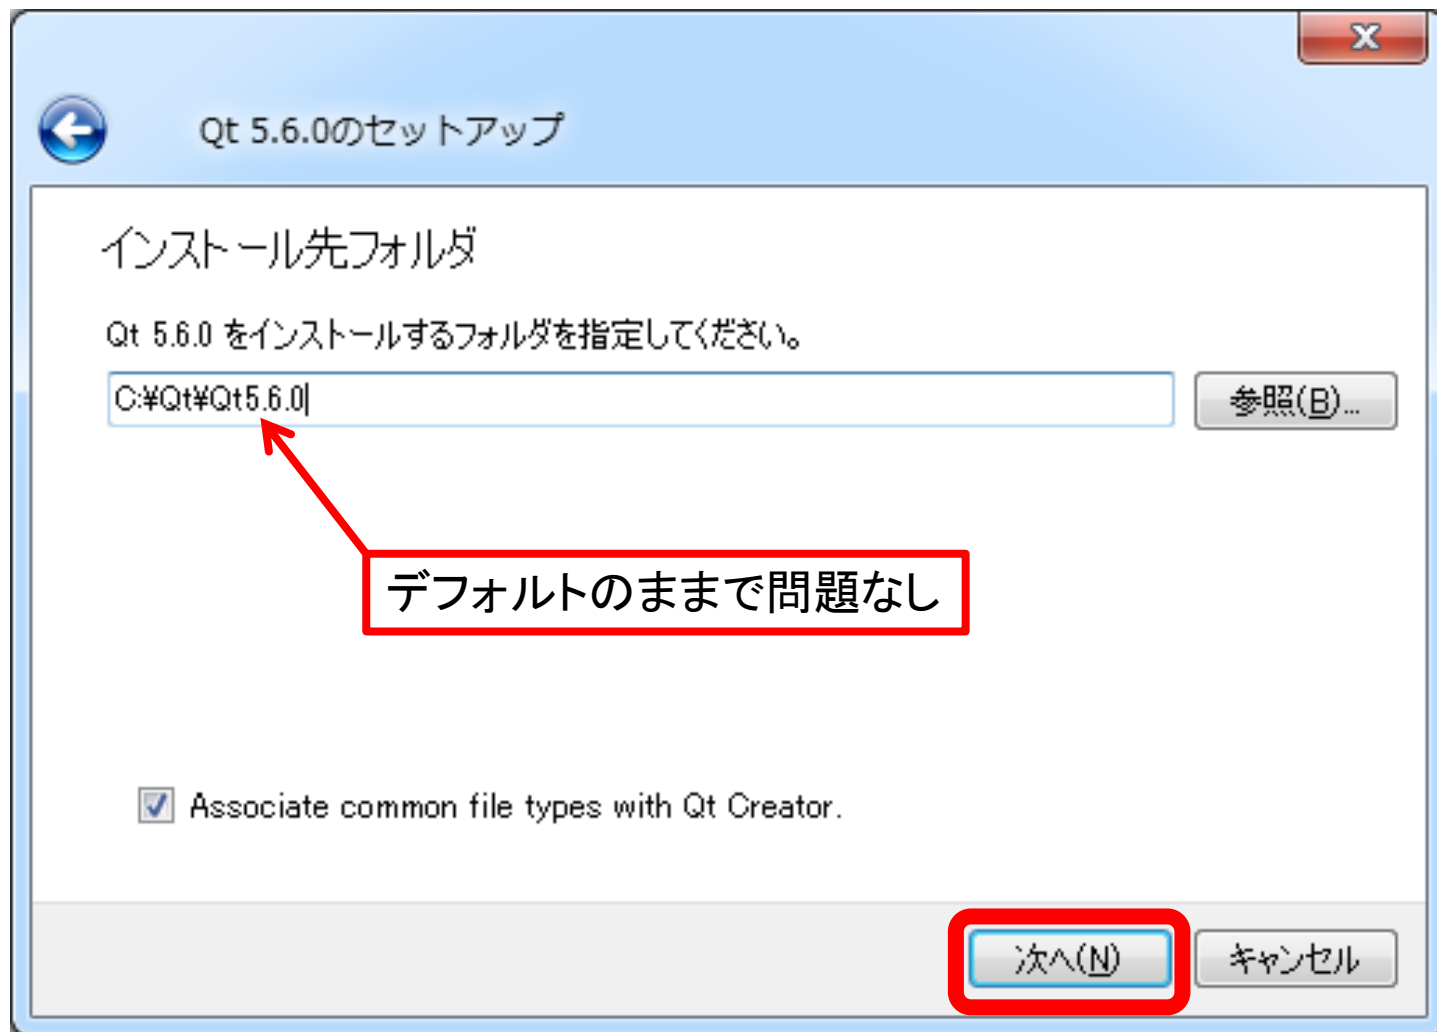 Qt 5.6.0のセットアップ
インストール先フォルダ
Qt 5.6.0 をインストールするフォルダを指定してください。
C:¥Qt¥Qt5.6.0
参照(B)...
デフォルトのままで問題なし
Associate common file types with Qt Creator.
次へ(N)
キャンセル